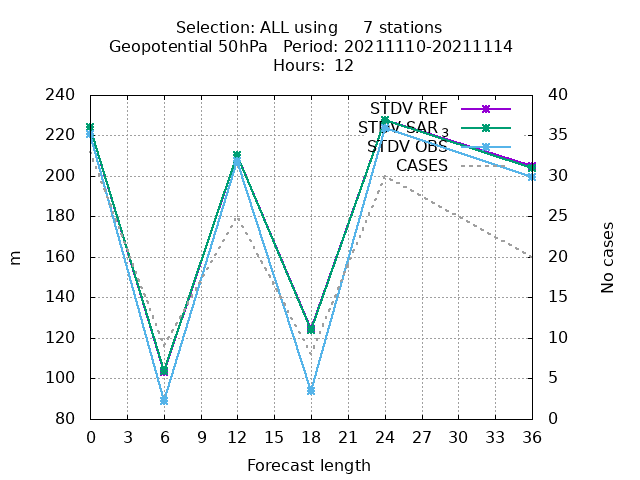 Selection: ALL using     7 stations
Geopotential 50hPa   Period: 20211110-20211114
Hours: 12
240 40
220 35
200 30
180 25
160 20
140 15
120 10
100 5
80 0
STDV REF
STDV SAR 3
STDV OBS
CASES
m
No cases
0 3 6 9 12 15 18 21 24 27 30 33 36
Forecast length